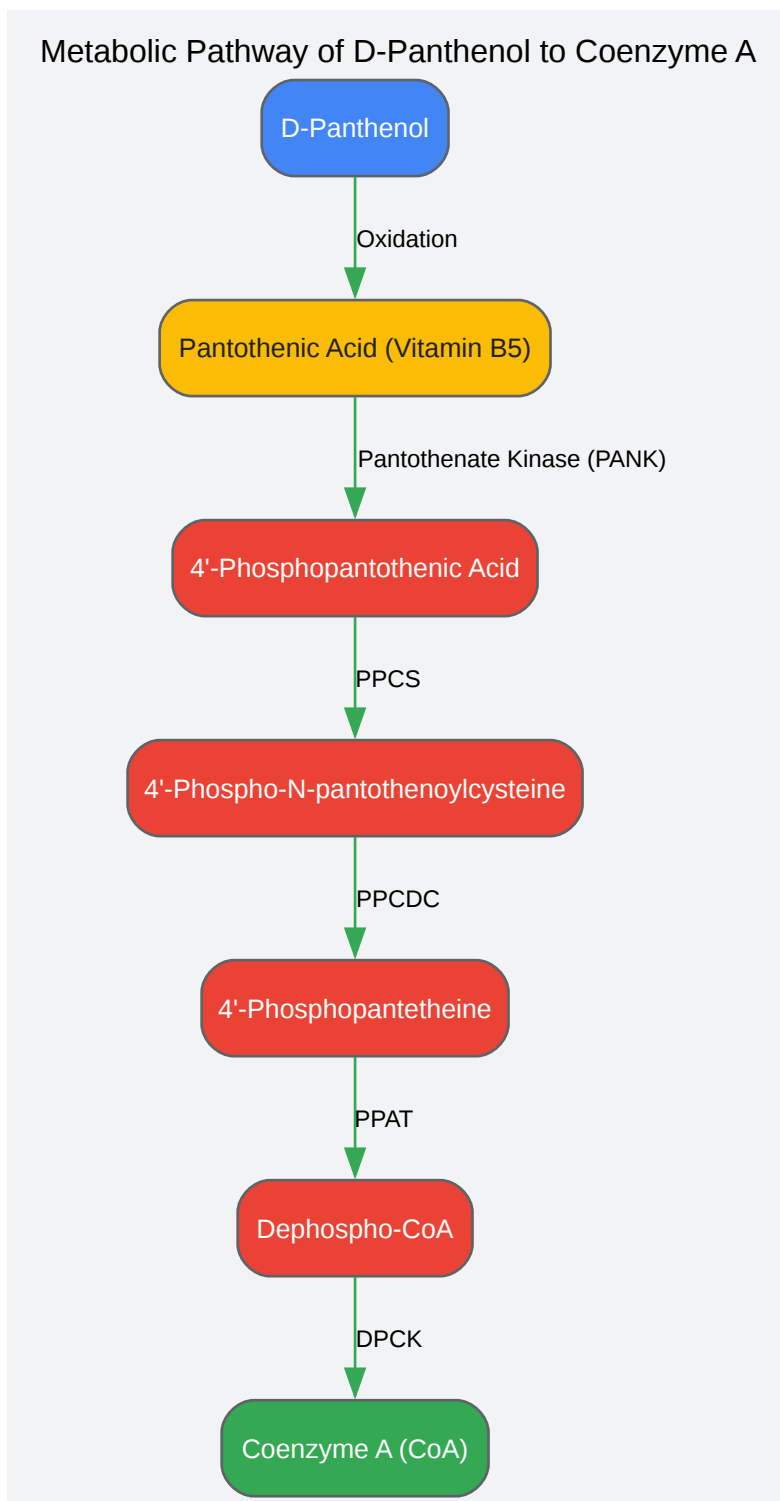 Metabolic Pathway of D-Panthenol to Coenzyme A
D-Panthenol
Oxidation
Pantothenic Acid (Vitamin B5)
Pantothenate Kinase (PANK)
4'-Phosphopantothenic Acid
PPCS
4'-Phospho-N-pantothenoylcysteine
PPCDC
4'-Phosphopantetheine
PPAT
Dephospho-CoA
DPCK
Coenzyme A (CoA)